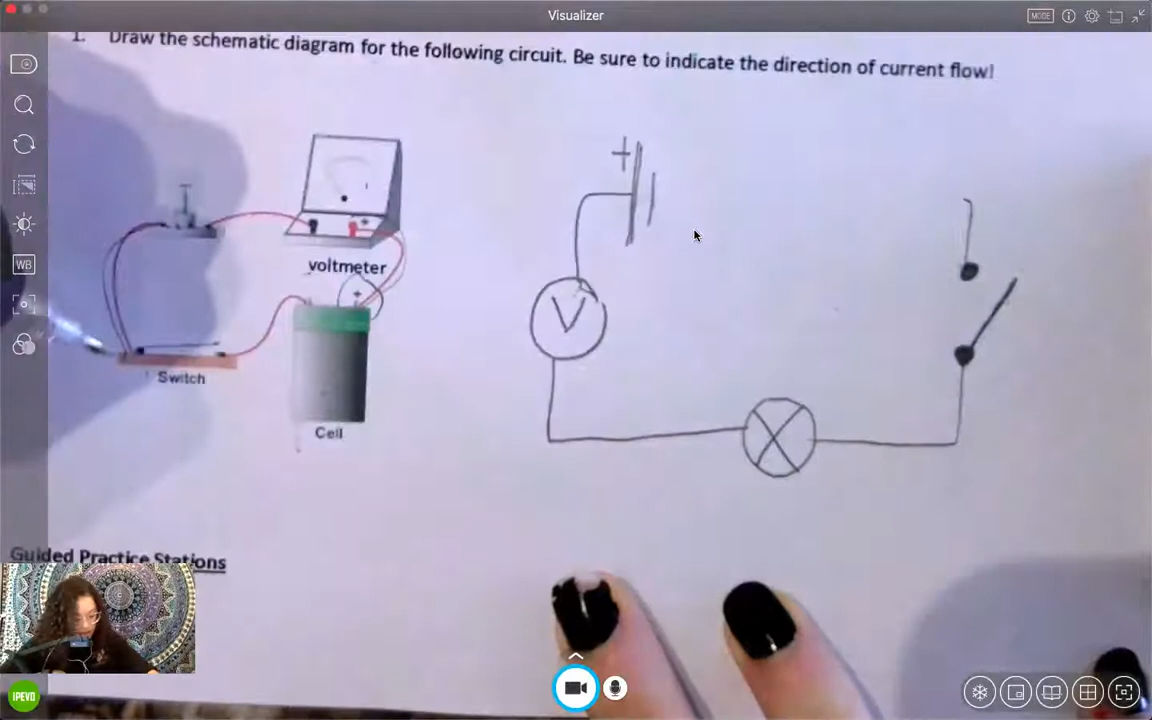 Visualizer
MODE
1. Draw the schematic diagram for the following circuit. Be sure to indicate the direction of current flow!
WB
+
voltmeter
+
Switch
Cell
+
V
Guided Practice Stations
IPEVO